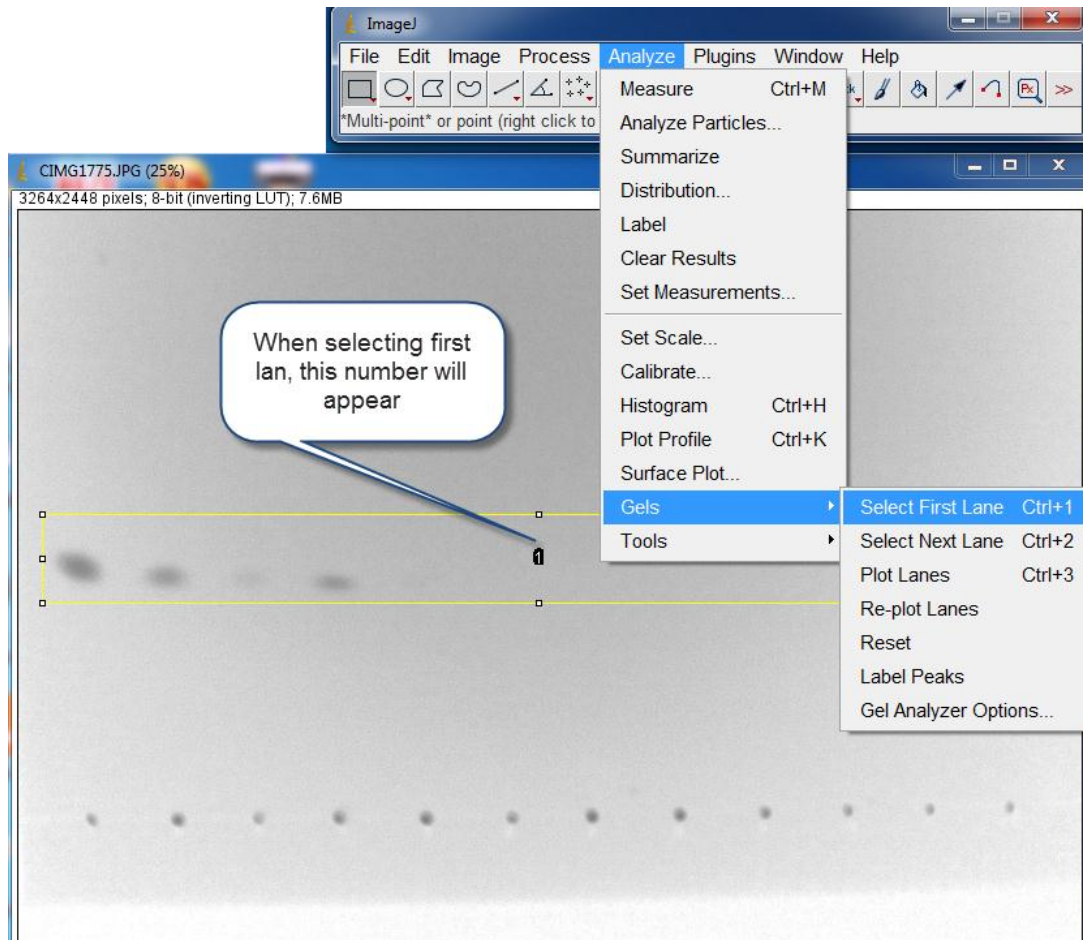 ImageJ
File Edit Image Process Analyze Plugins Window Help
*Multi-point* or point (right click to
Measure Ctrl+M
Analyze Particles...
Summarize
Distribution...
Label
Clear Results
Set Measurements...
Set Scale...
Calibrate...
Histogram Ctrl+H
Plot Profile Ctrl+K
Surface Plot...
Gels
Tools
Select First Lane Ctrl+1
Select Next Lane Ctrl+2
Plot Lanes Ctrl+3
Re-plot Lanes
Reset
Label Peaks
Gel Analyzer Options...
CIMG1775.JPG (25%)
3264x2448 pixels; 8-bit (inverting LUT); 7.6MB
When selecting first
lan, this number will
appear
1